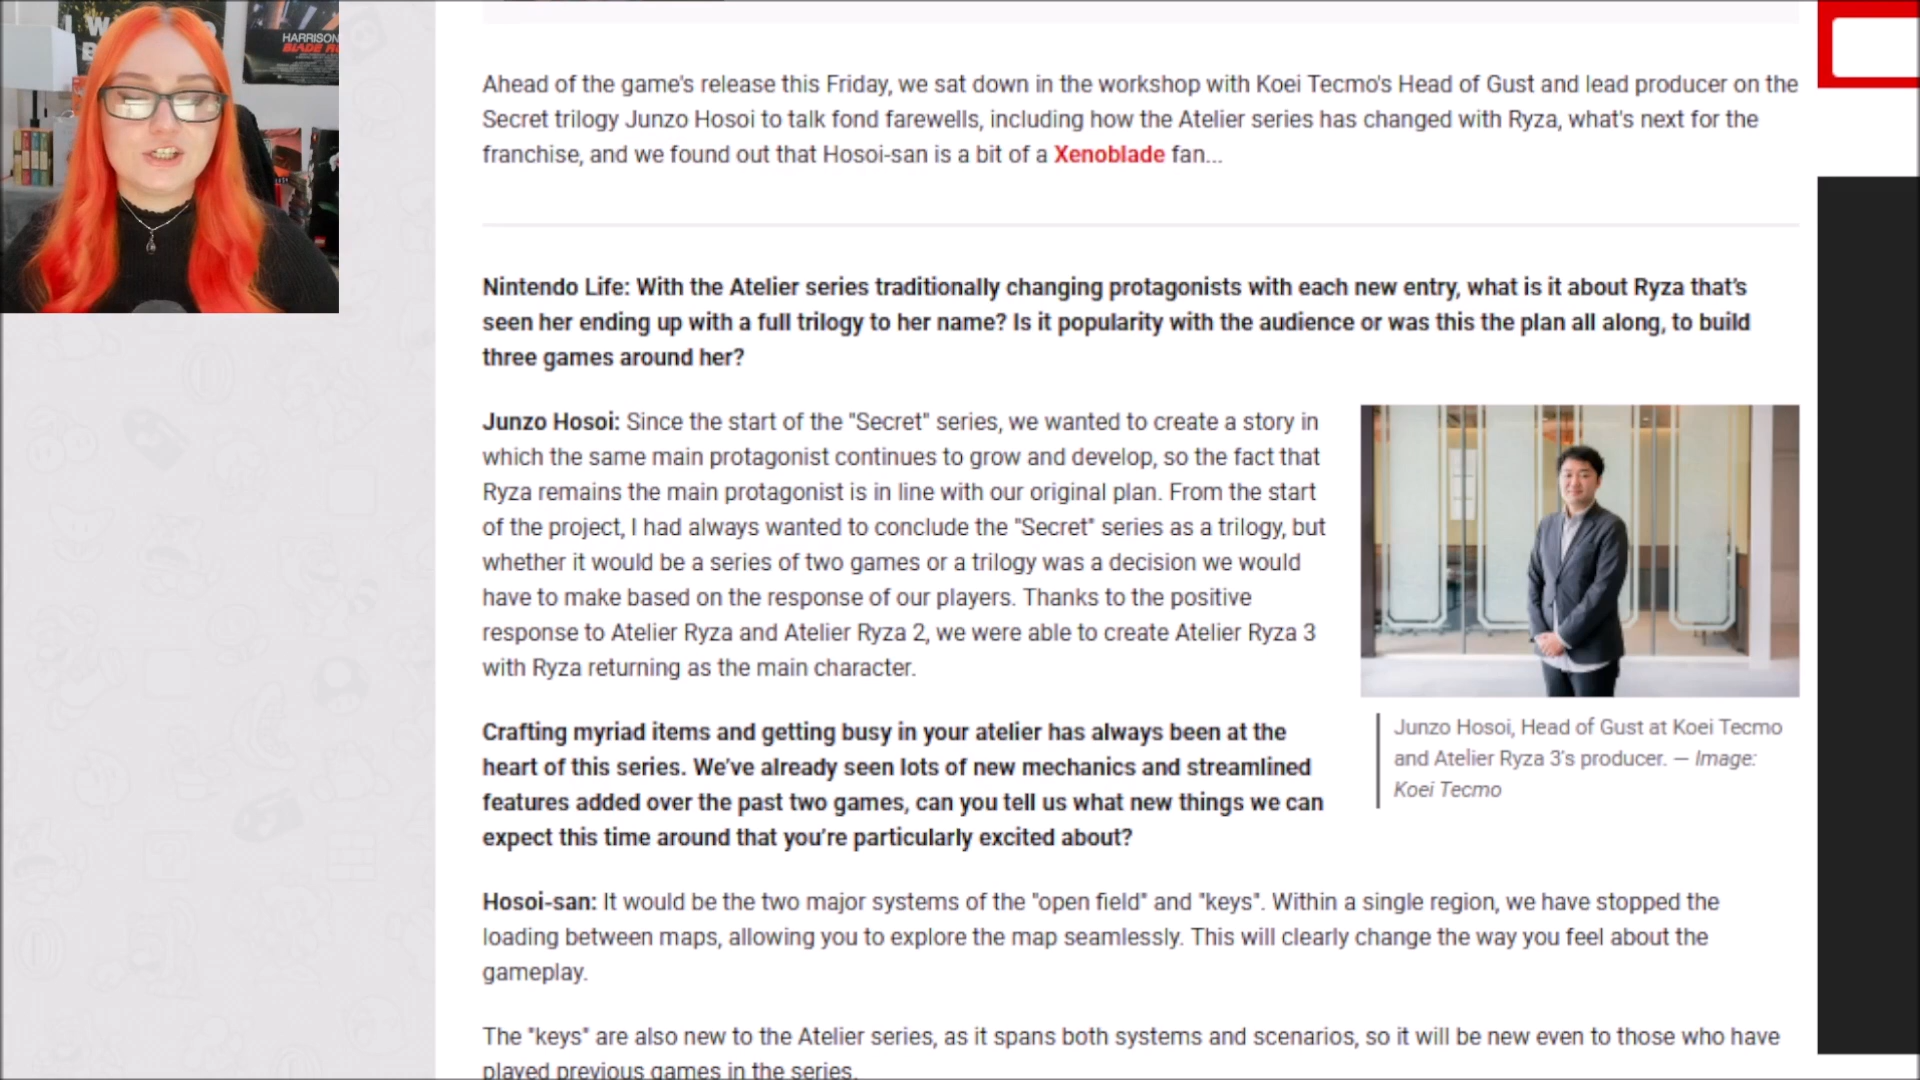 HARRISON
BLADE
Ahead of the game's release this Friday, we sat down in the workshop with Koei Tecmo's Head of Gust and lead producer on the
Secret trilogy Junzo Hosoi to talk fond farewells, including how the Atelier series has changed with Ryza, what's next for the
franchise, and we found out that Hosoi-san is a bit of a Xenoblade fan...
Nintendo Life: With the Atelier series traditionally changing protagonists with each new entry, what is it about Ryza that's
seen her ending up with a full trilogy to her name? Is it popularity with the audience or was this the plan all along, to build
three games around her?
Junzo Hosoi: Since the start of the "Secret" series, we wanted to create a story in
which the same main protagonist continues to grow and develop, so the fact that
Ryza remains the main protagonist is in line with our original plan. From the start
of the project, I had always wanted to conclude the "Secret" series as a trilogy, but
whether it would be a series of two games or a trilogy was a decision we would
have to make based on the response of our players. Thanks to the positive
response to Atelier Ryza and Atelier Ryza 2, we were able to create Atelier Ryza 3
with Ryza returning as the main character.
Junzo Hosoi, Head of Gust at Koei Tecmo
and Atelier Ryza 3's producer. — Image:
Koei Tecmo
Crafting myriad items and getting busy in your atelier has always been at the
heart of this series. We've already seen lots of new mechanics and streamlined
features added over the past two games, can you tell us what new things we can
expect this time around that you're particularly excited about?
Hosoi-san: It would be the two major systems of the "open field" and "keys". Within a single region, we have stopped the
loading between maps, allowing you to explore the map seamlessly. This will clearly change the way you feel about the
gameplay.
The "keys" are also new to the Atelier series, as it spans both systems and scenarios, so it will be new even to those who have
played previous games in the series.